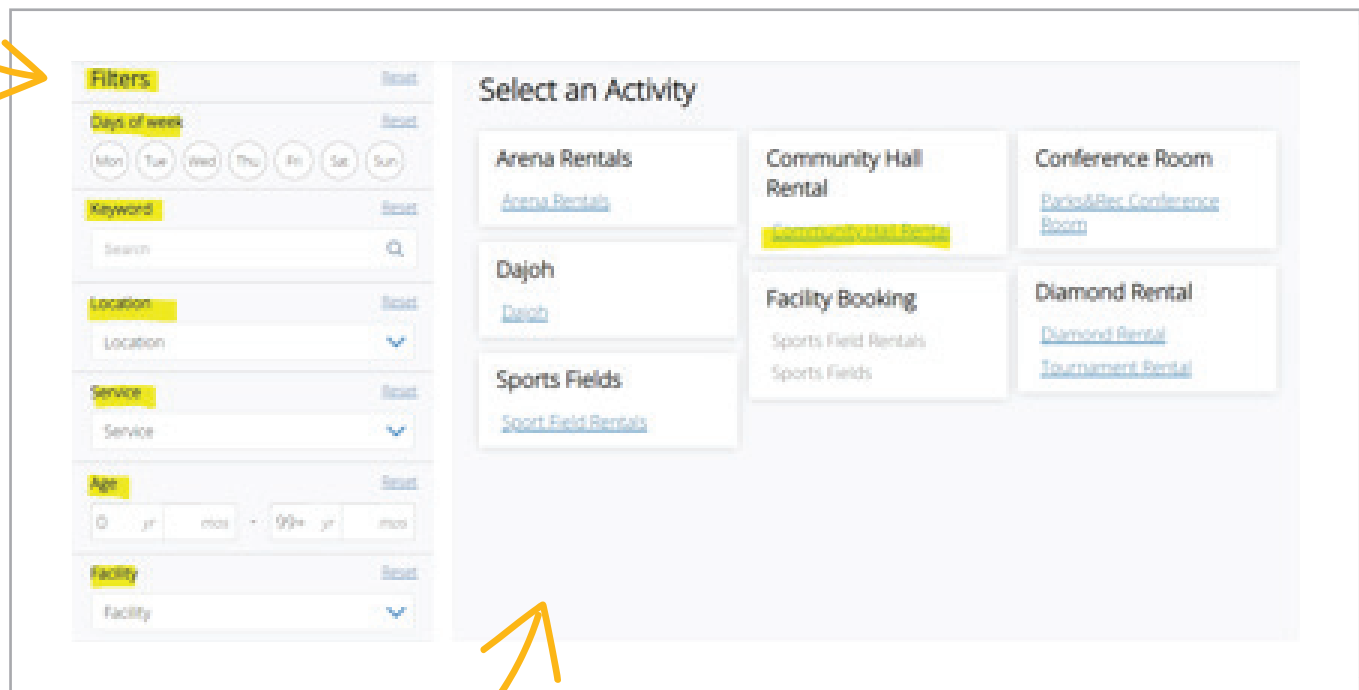 Filters Reset
Days of week Reset
Mon Tue Wed Thu Fri Sat Sun
Keyword Reset
Search
Location Reset
Location
Service Reset
Service
Age Reset
0 yr mos - 99+ yr mos
Facility Reset
Facility
Select an Activity
Arena Rentals
Arena Rentals
Dajoh
Dajoh
Sports Fields
Sport Field Rentals
Community Hall
Rental
Community Hall Rental
Facility Booking
Sports Field Rentals
Sports Fields
Conference Room
Parks&Rec Conference
Room
Diamond Rental
Diamond Rental
Tournament Rental